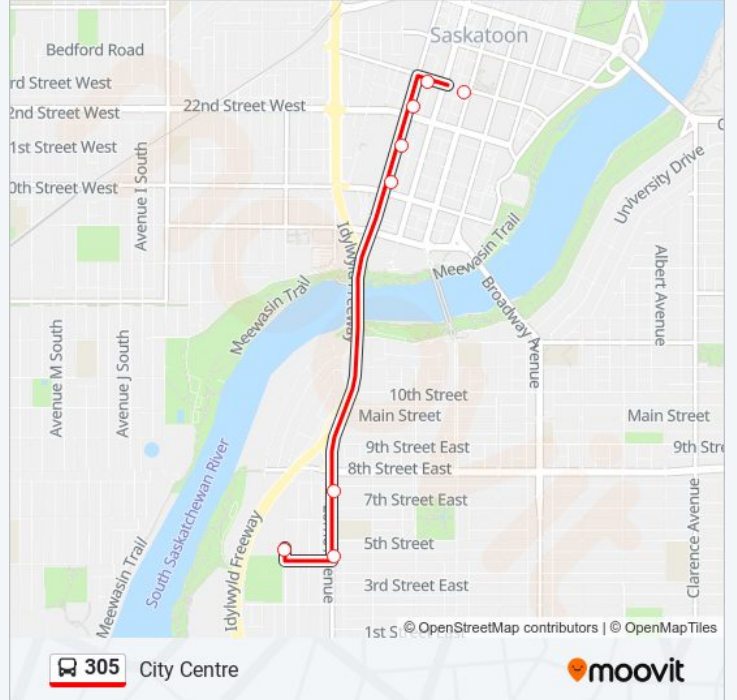 Saskatoon
Bedford Road
rd Street West
22nd Street West
2nd Street West
1st Street West
0th Street West
Avenue I South
University Drive
Idylwyld Freeway
Meewasin Trail
Albert Avenue
Meewasin Trail
Broadway Avenue
Avenue M South
Avenue J South
10th Street
Main Street
Main Street
9th Street East
9th Stre
8th Street East
7th Street East
South Saskatchewan River
Idylwyld Freeway
Clarence Avenue
5th Street
Meewasin Trail
enue
3rd Street East
1st S
© OpenStreetMap contributors | © OpenMapTiles
305 City Centre
moovit